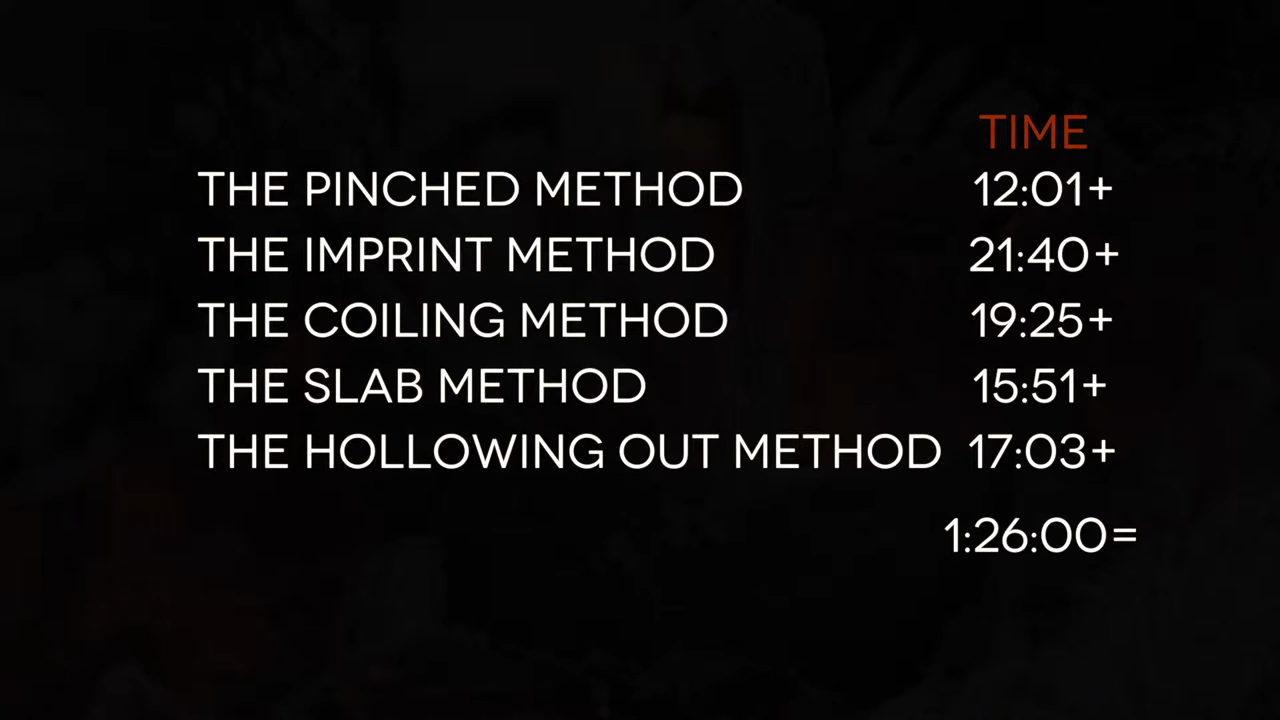 TIME
THE PINCHED METHOD 12:01+
THE IMPRINT METHOD 21:40+
THE COILING METHOD 19:25+
THE SLAB METHOD 15:51+
THE HOLLOWING OUT METHOD 17:03+
1:26:00=